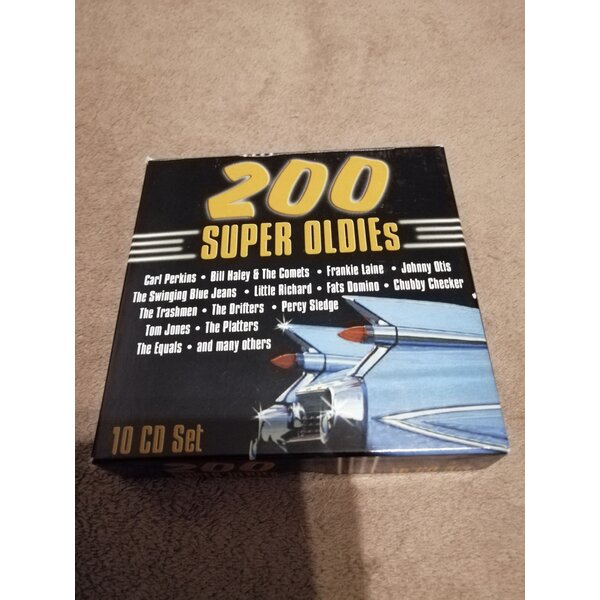 200
SUPER OLDIEs
Carl Perkins • Bill Haley & The Comets • Frankie Laine • Johnny Otis
The Swinging Blue Jeans • Little Richard • Fats Domino • Chubby Checker
The Trashmen • The Drifters • Percy Sledge
Tom Jones • The Platters
The Equals • and many others
10 CD Set
200